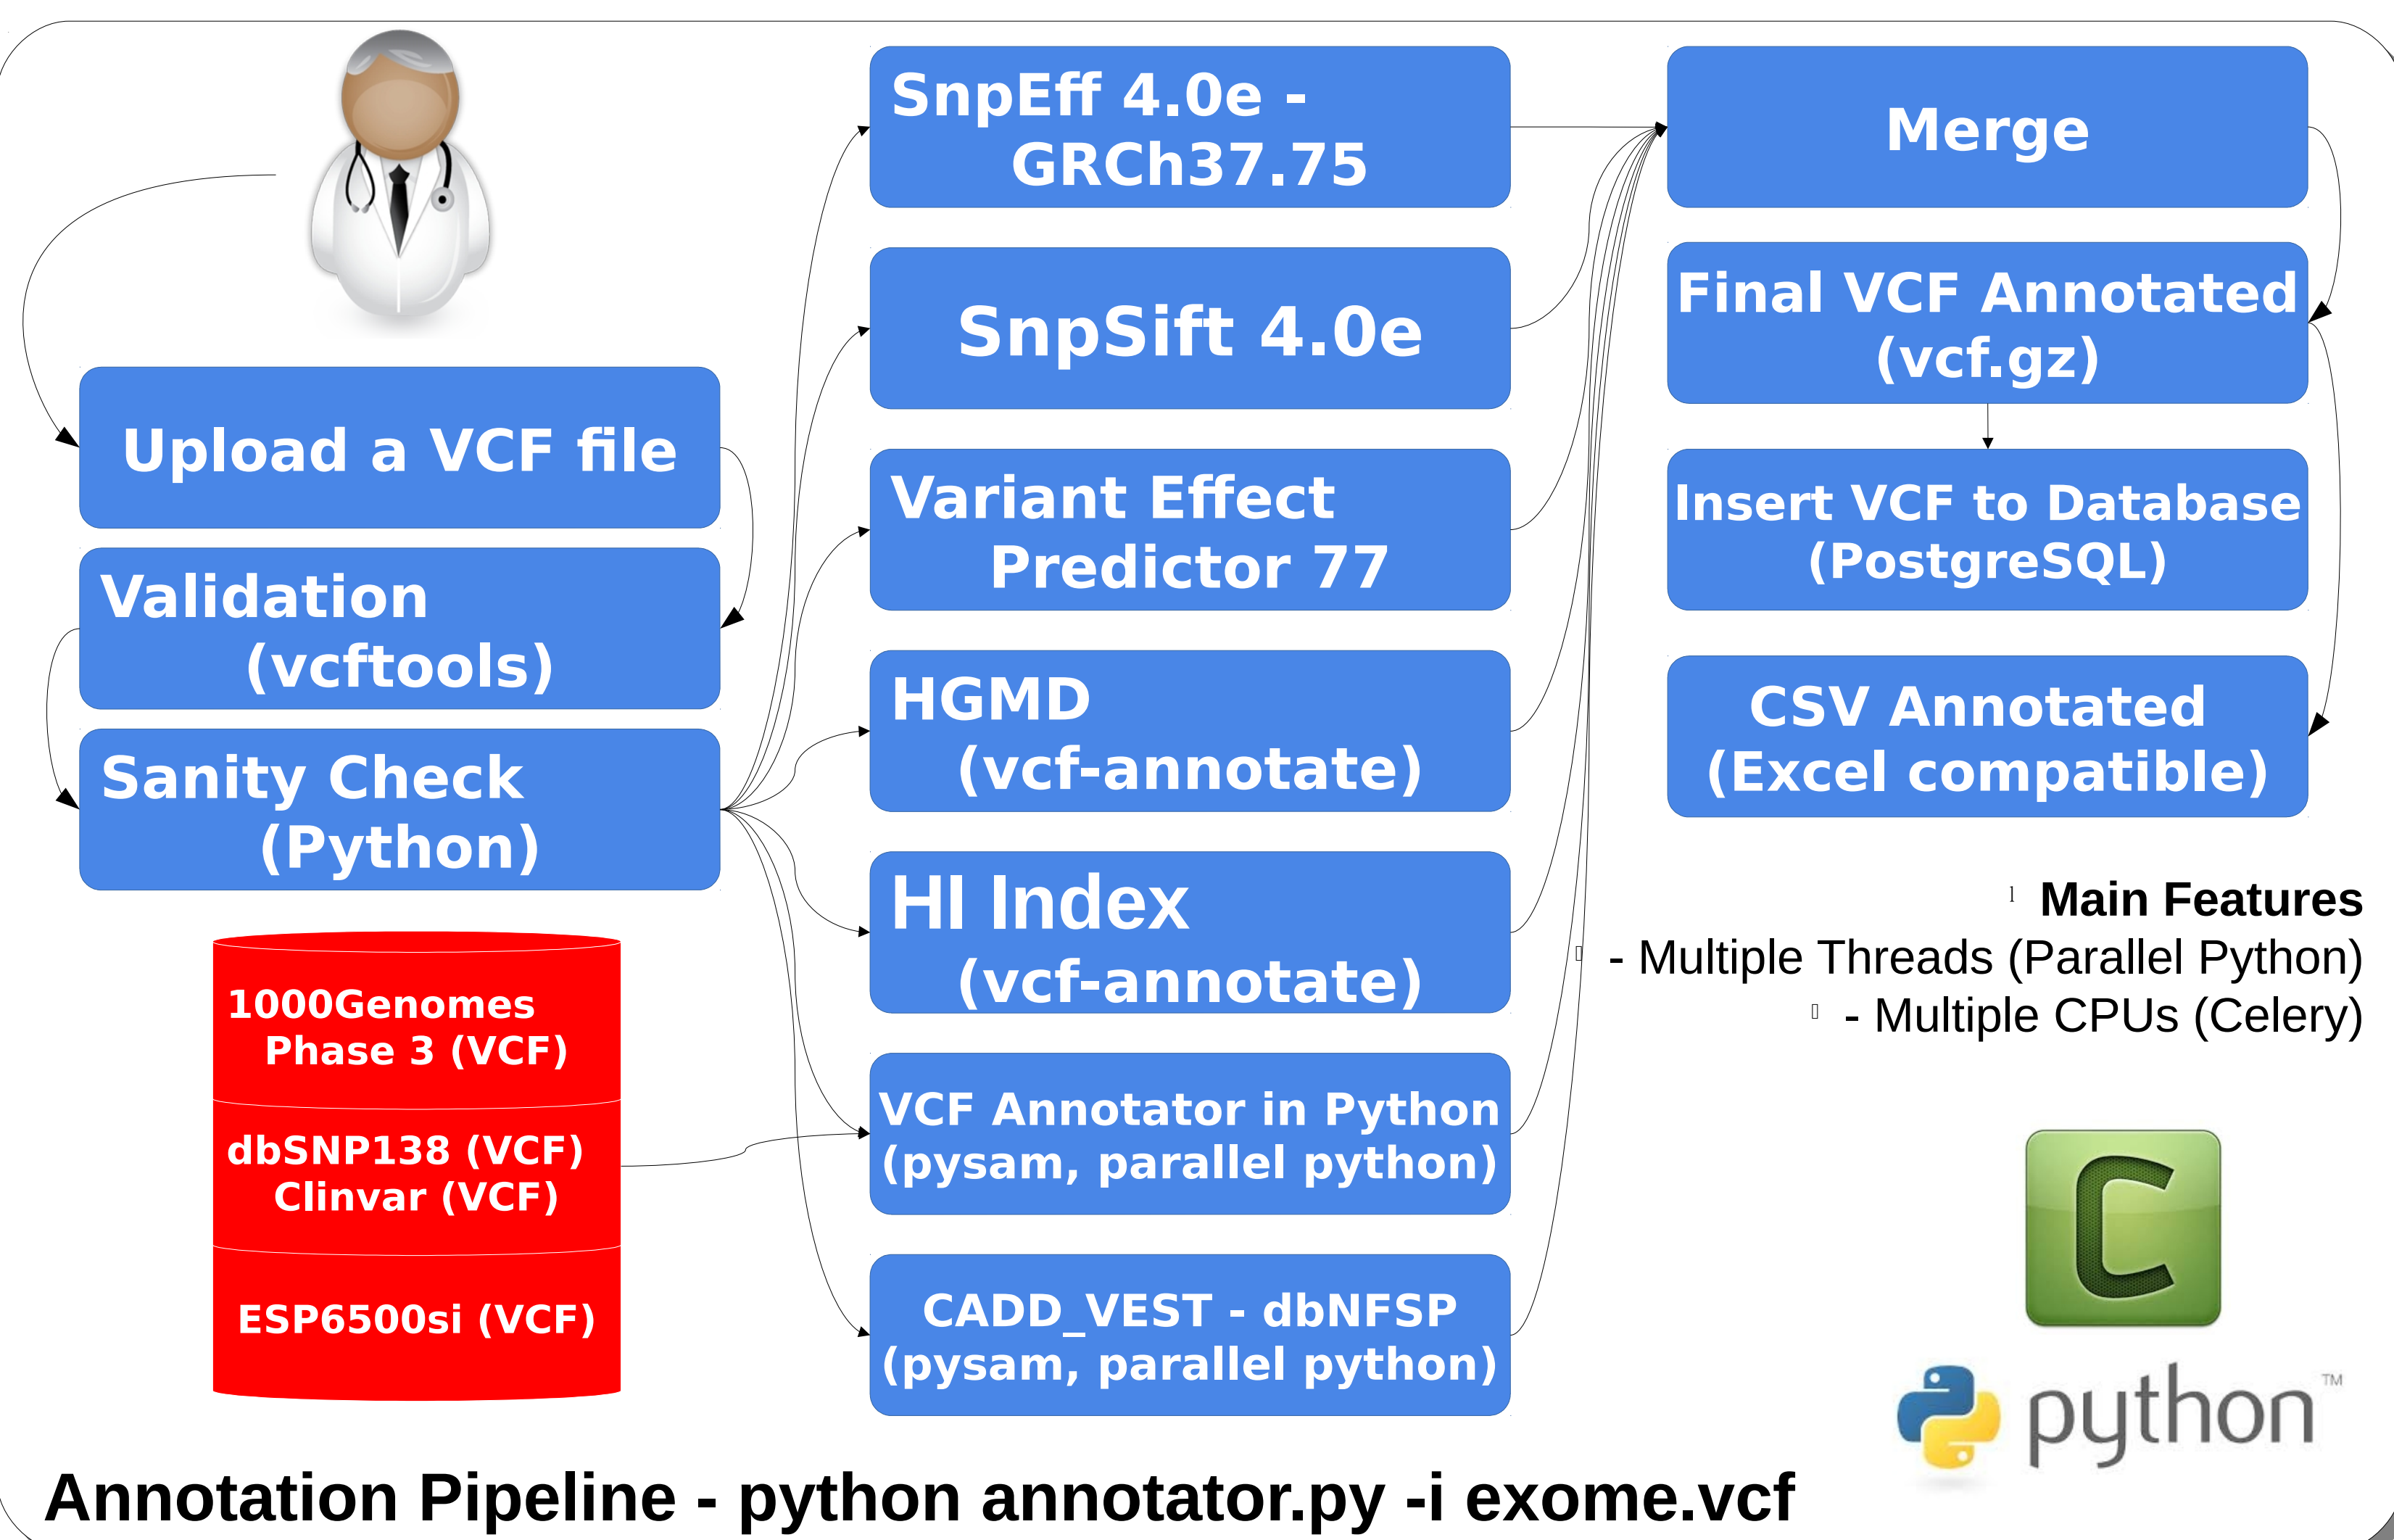 Upload a VCF file
Validation
(vcftools)
Sanity Check
(Python)
1000Genomes
Phase 3 (VCF)
dbSNP138 (VCF)
Clinvar (VCF)
ESP6500si (VCF)
SnpEff 4.0e -
GRCh37.75
SnpSift 4.0e
Variant Effect
Predictor 77
HGMD
(vcf-annotate)
HI Index
(vcf-annotate)
VCF Annotator in Python
(pysam, parallel python)
CADD_VEST - dbNFSP
(pysam, parallel python)
Merge
Final VCF Annotated
(vcf.gz)
Insert VCF to Database
(PostgreSQL)
CSV Annotated
(Excel compatible)
l Main Features
- Multiple Threads (Parallel Python)
- Multiple CPUs (Celery)
C
python™
Annotation Pipeline - python annotator.py -i exome.vcf